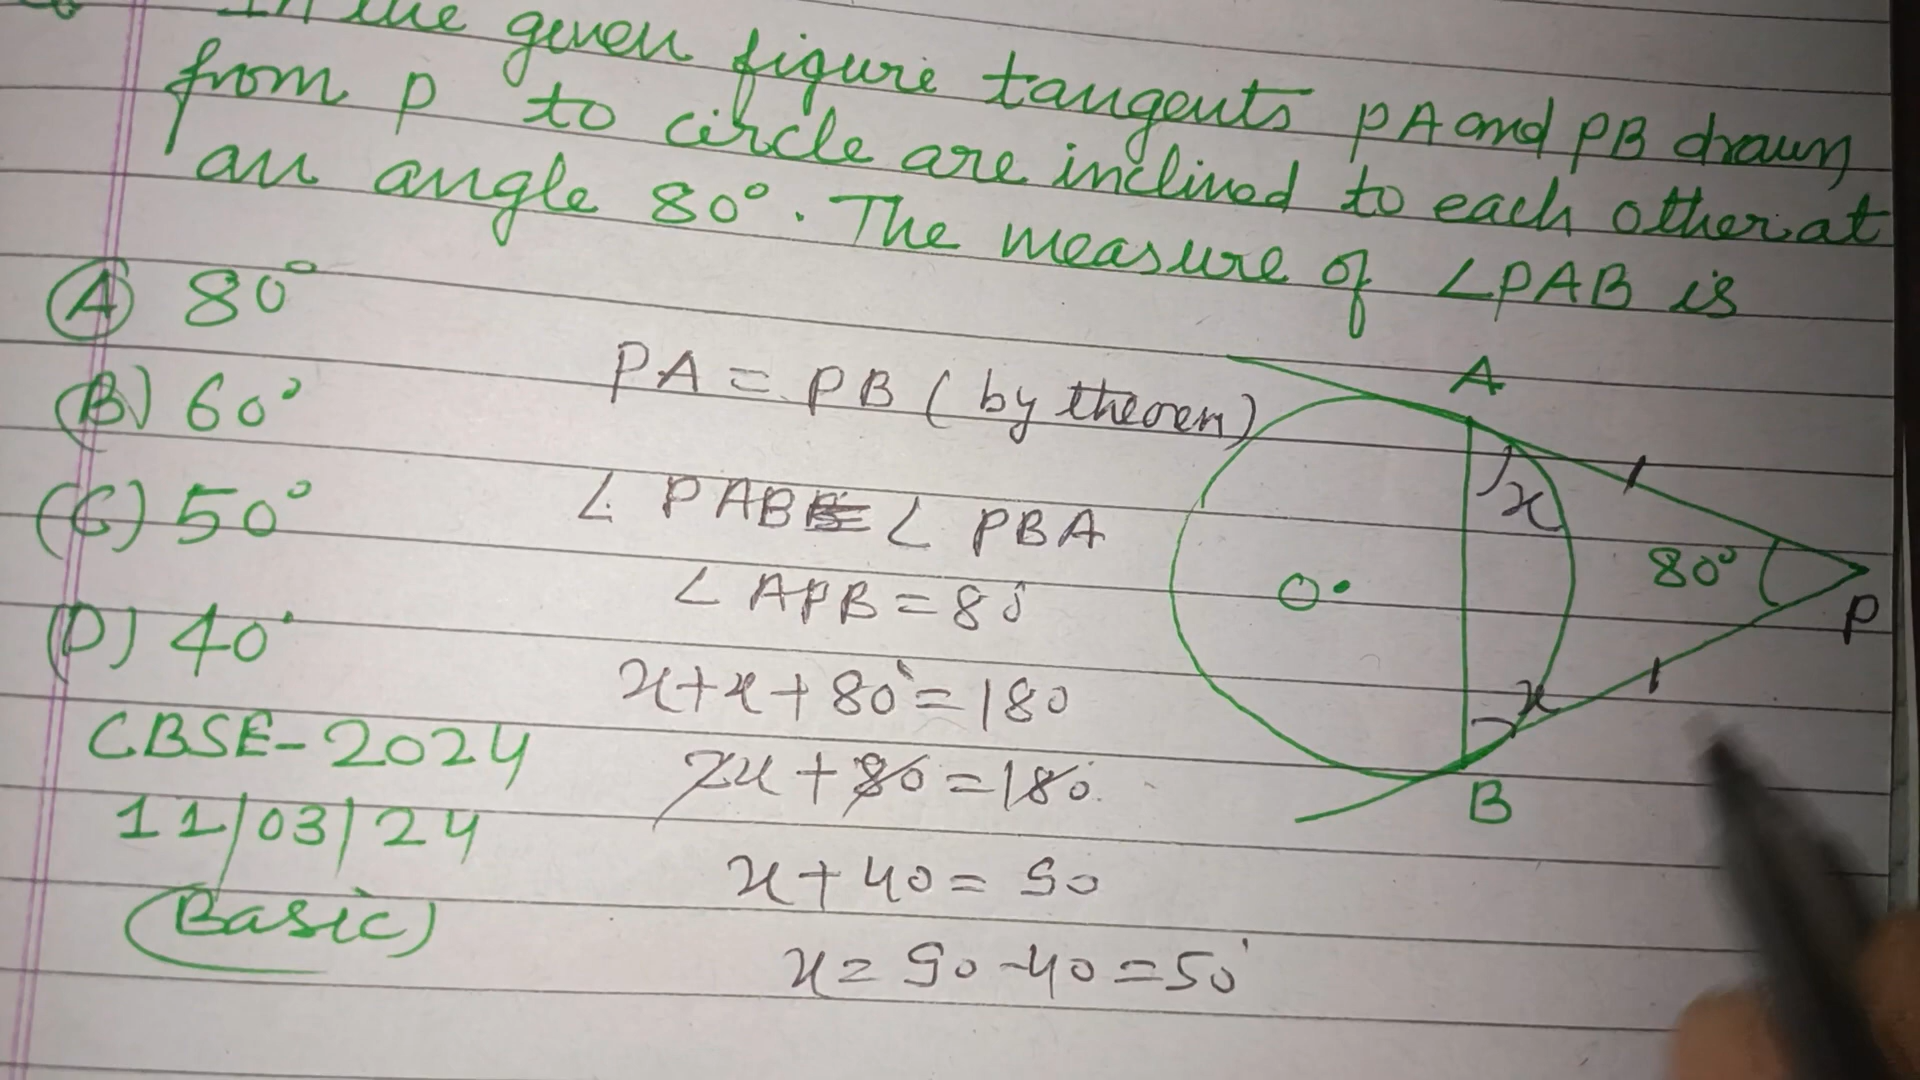 In the given figure tangents PA and PB drawn
from P to circle are inclined to each other at
an angle 80°. The measure of ∠PAB is
(A) 80°
(B) 60°
(C) 50°
(D) 40°
CBSE-2024
11/03/24
(Basic)
PA = PB (by theorem)
∠ PAB = ∠ PBA
∠ APB = 80
x+x+80°=180
2x+80=180
x+40=90
x=90-40=50°
A
x
80°
O
P
x
B